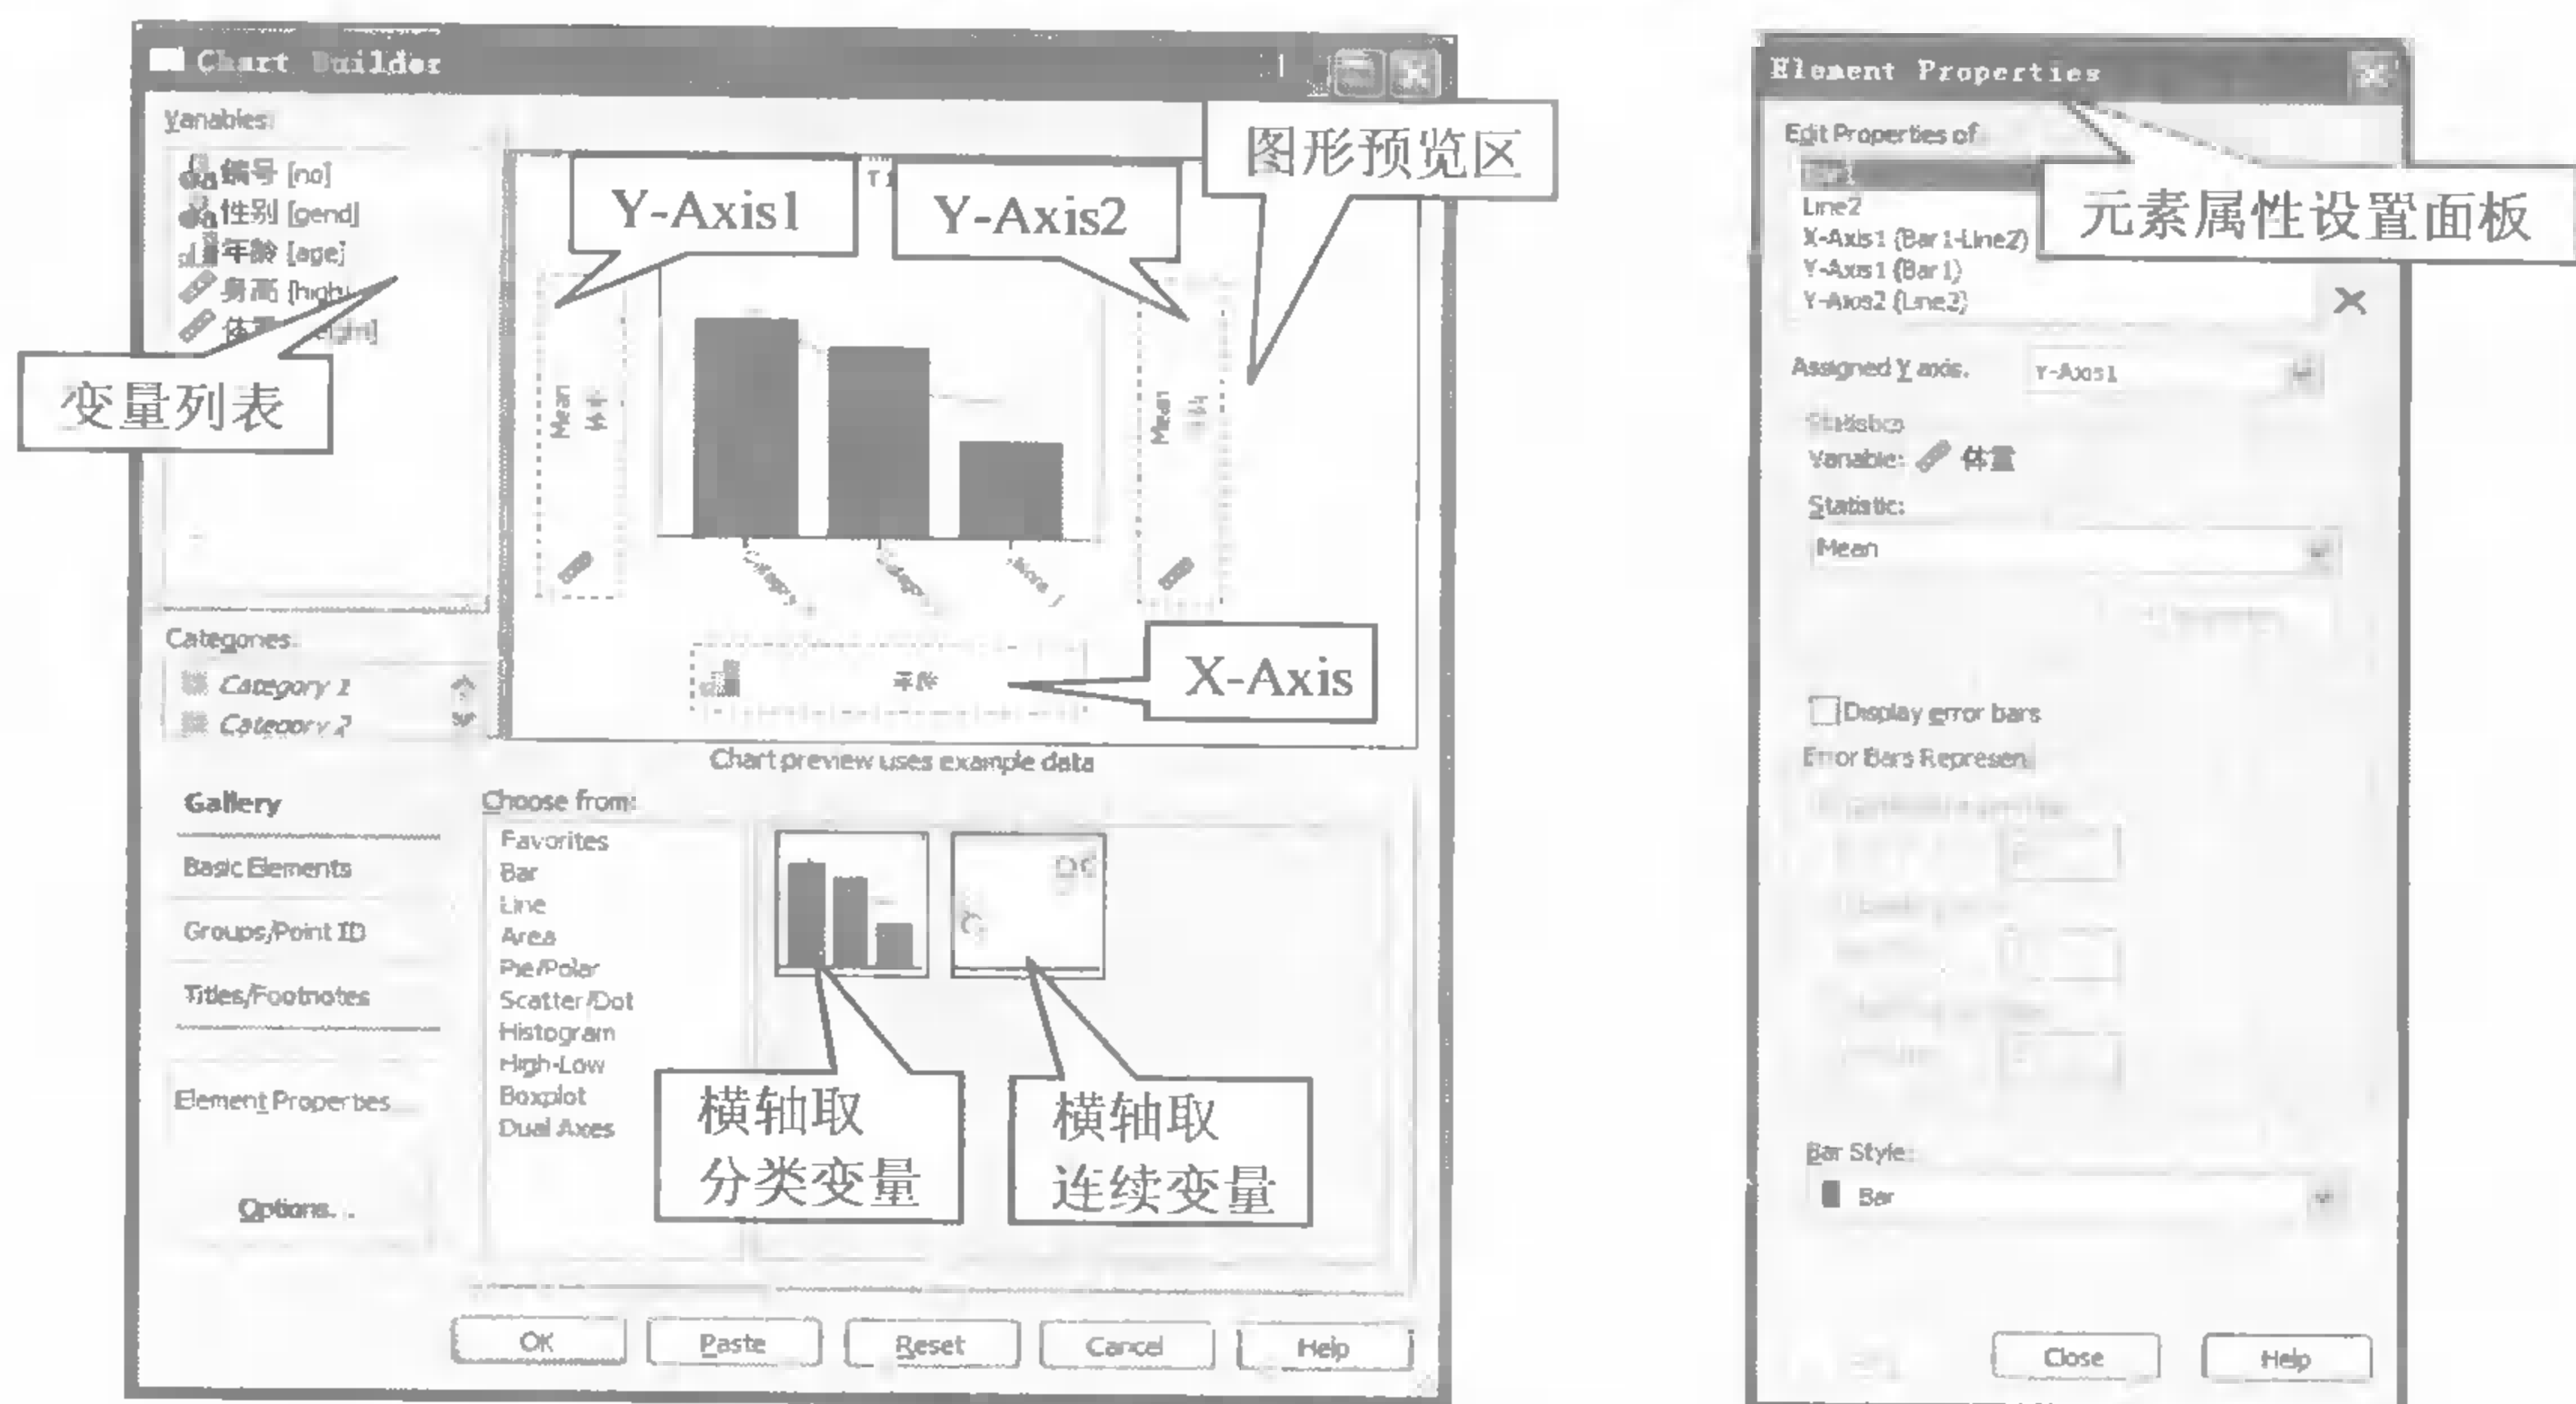 Chart Builder
Variables:
编号 [no]
性别 [gend]
年龄 [age]
身高
变量列表
Y-Axis1
Y-Axis2
图形预览区
Mean
Mean
年龄
X-Axis
Chart preview uses example data
Categories:
Category 1
Category 2
Gallery
Basic Elements
Groups/Point ID
Titles/Footnotes
Element Properties
Options...
Choose from:
Favorites
Bar
Line
Area
Pie/Polar
Scatter/Dot
Histogram
High-Low
Boxplot
Dual Axes
横轴取
分类变量
横轴取
连续变量
OK
Paste
Reset
Cancel
Help
Element Properties
Edit Properties of
元素属性设置面板
Line2
X-Axis1 (Bar1-Line2)
Y-Axis1 (Bar1)
Y-Axis2 (Line2)
Assigned Y axis:
Y-Axis1
Statistics
Variable: 体重
Statistic:
Mean
Display error bars
Error Bars Represent
Bar Style:
Bar
Close
Help